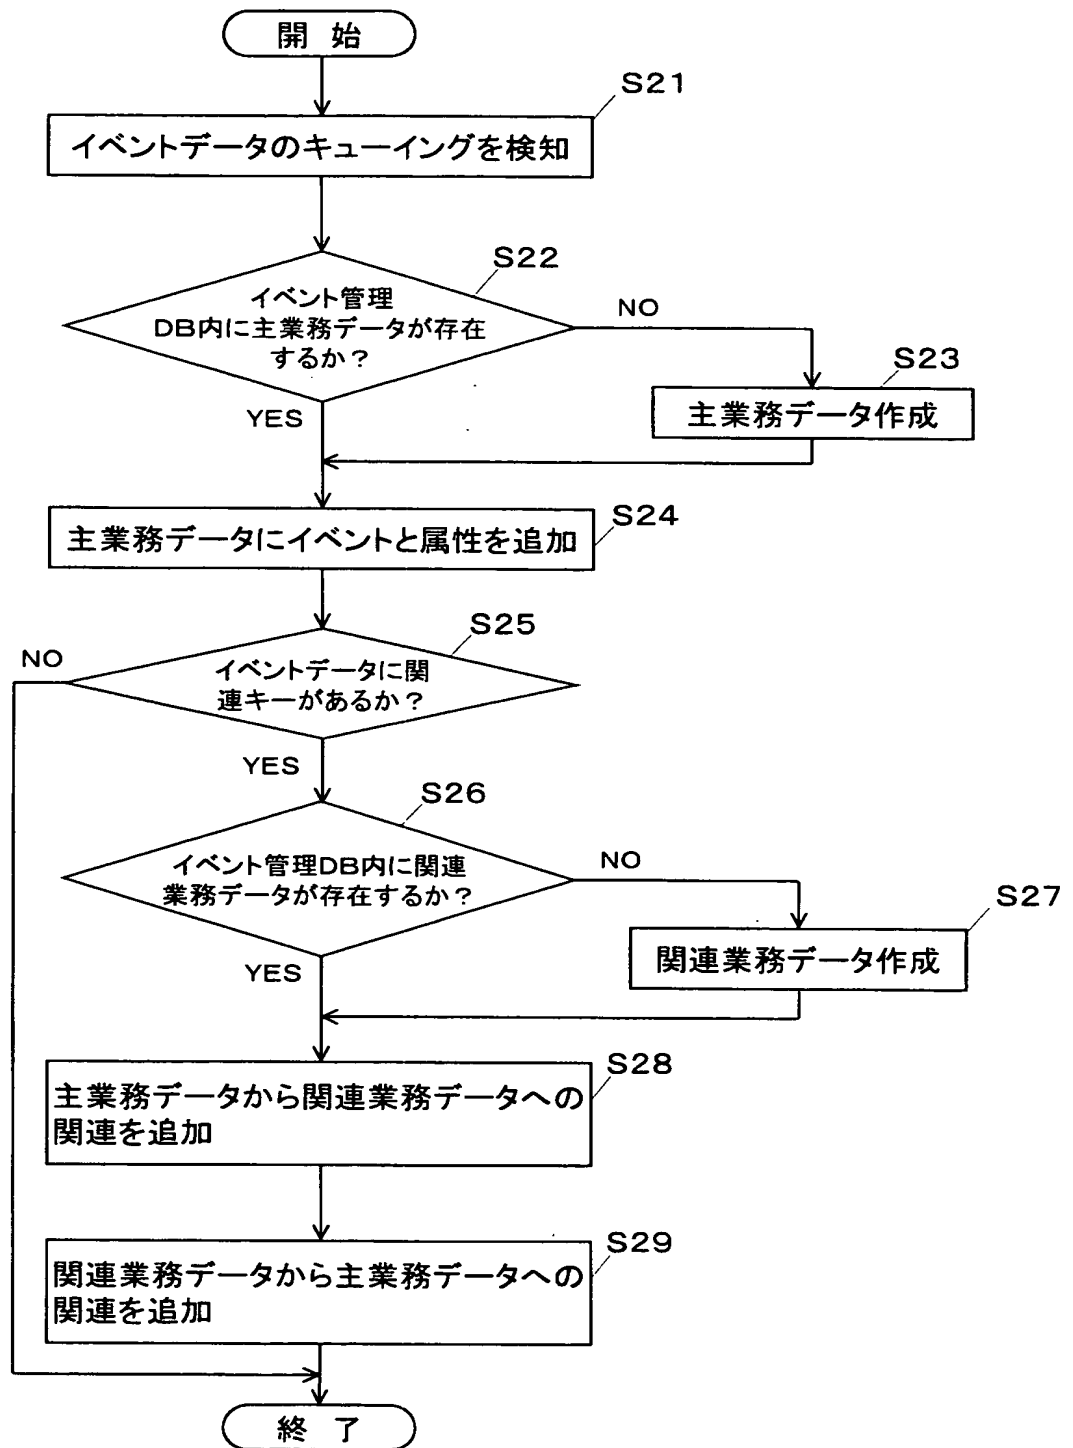 開 始
S21
イベントデータのキューイングを検知
S22
イベント管理
DB内に主業務データが存在
するか？
NO
S23
主業務データ作成
YES
S24
主業務データにイベントと属性を追加
S25
NO
イベントデータに関
連キーがあるか？
YES
S26
イベント管理DB内に関連
業務データが存在するか？
NO
S27
関連業務データ作成
YES
S28
主業務データから関連業務データへの
関連を追加
S29
関連業務データから主業務データへの
関連を追加
終 了